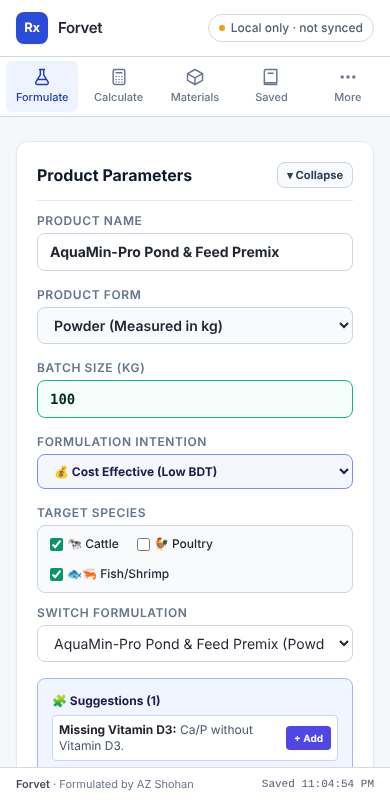 Rx Forvet Local only · not synced
Formulate Calculate Materials Saved More
Product Parameters ▾ Collapse
PRODUCT NAME
AquaMin-Pro Pond & Feed Premix
PRODUCT FORM
Powder (Measured in kg)
BATCH SIZE (KG)
100
FORMULATION INTENTION
💰 Cost Effective (Low BDT)
TARGET SPECIES
🐄 Cattle 🐓 Poultry
🐟🦐 Fish/Shrimp
SWITCH FORMULATION
AquaMin-Pro Pond & Feed Premix (Powd
🧩 Suggestions (1)
Missing Vitamin D3: Ca/P without
Vitamin D3.
+ Add
Forvet · Formulated by AZ Shohan Saved 11:04:54 PM